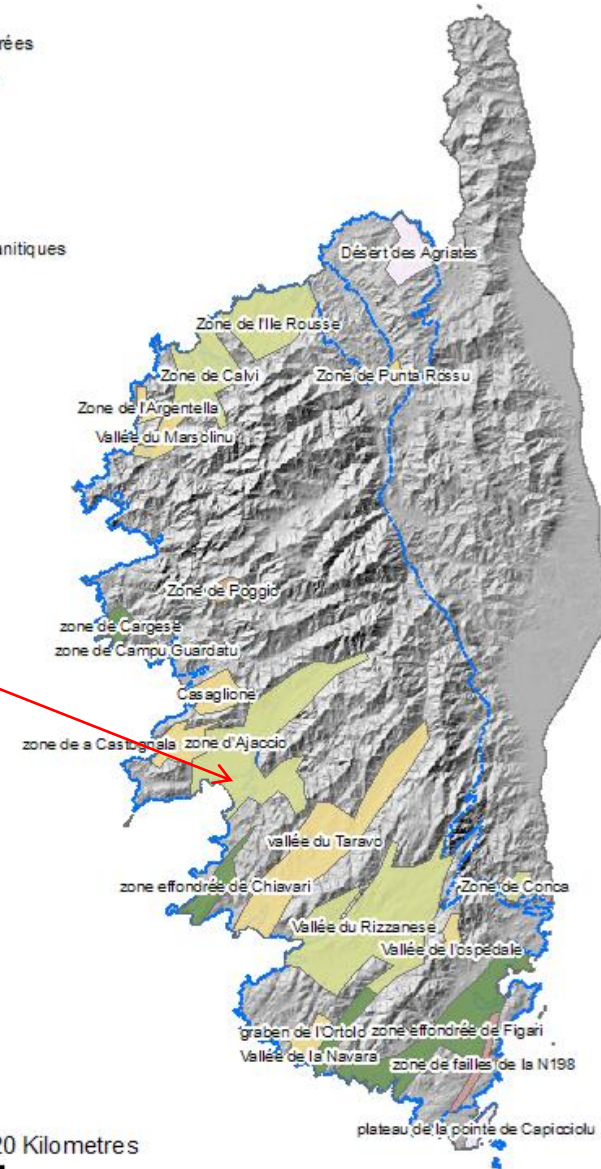 rées
anitiques
Désert des Agriates
Zone de l'Ile Rousse
Zone de Calvi
Zone de Punta Rossu
Zone de l'Argentella
Vallée du Marsolinu
Zone de Poggio
zone de Cargese
zone de Campu Guardatu
Casaglione
zone de a Castagnala
zone d'Ajaccio
vallée du Taravo
zone effondrée de Chiavari
Zone de Conca
Vallée du Rizzanese
Vallée de l'ospedale
graben de l'Ortolo
zone effondrée de Figari
Vallée de la Navara
zone de failles de la N198
plateau de la pointe de Capicciolu
20 Kilometres